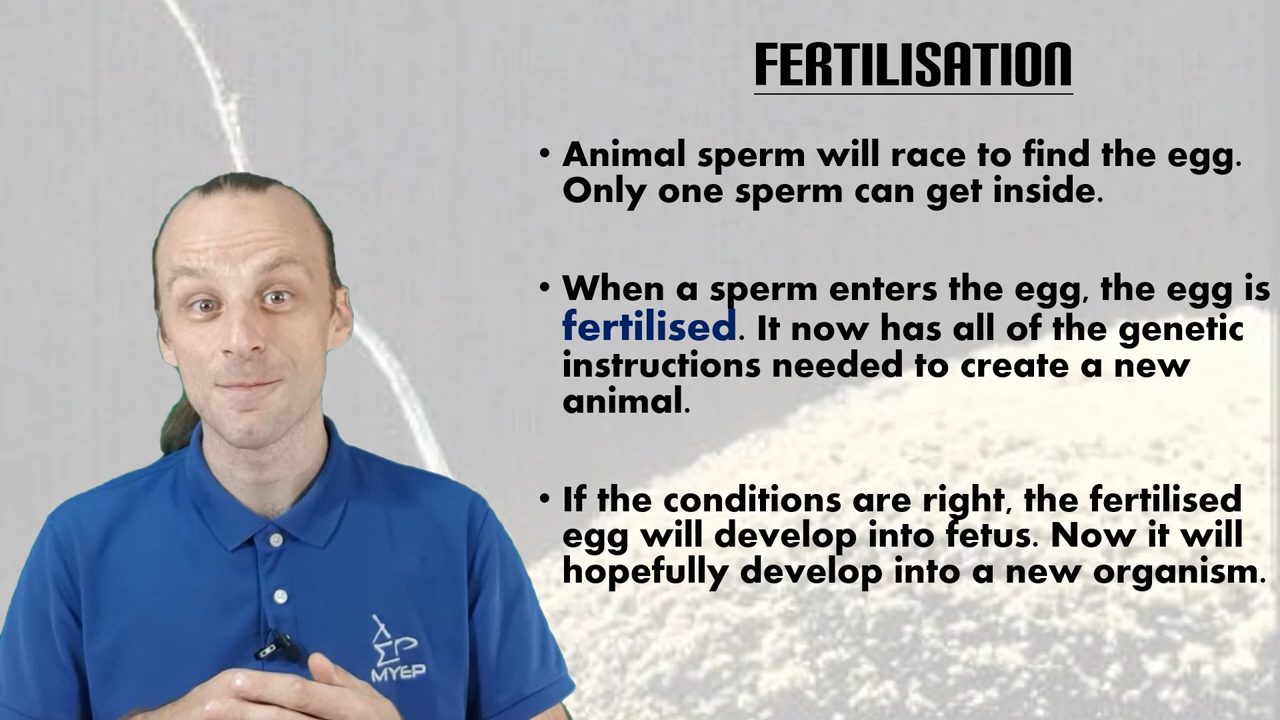 FERTILISATION
• Animal sperm will race to find the egg.
Only one sperm can get inside.
• When a sperm enters the egg, the egg is
fertilised. It now has all of the genetic
instructions needed to create a new
animal.
• If the conditions are right, the fertilised
egg will develop into fetus. Now it will
hopefully develop into a new organism.
MYEP